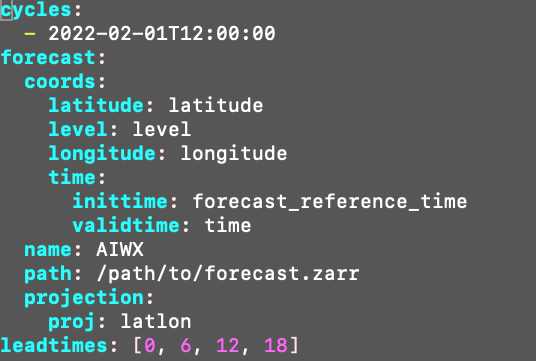 cycles:
  - 2022-02-01T12:00:00
forecast:
  coords:
    latitude: latitude
    level: level
    longitude: longitude
    time:
      inittime: forecast_reference_time
      validtime: time
  name: AIWX
  path: /path/to/forecast.zarr
  projection:
    proj: latlon
leadtimes: [0, 6, 12, 18]